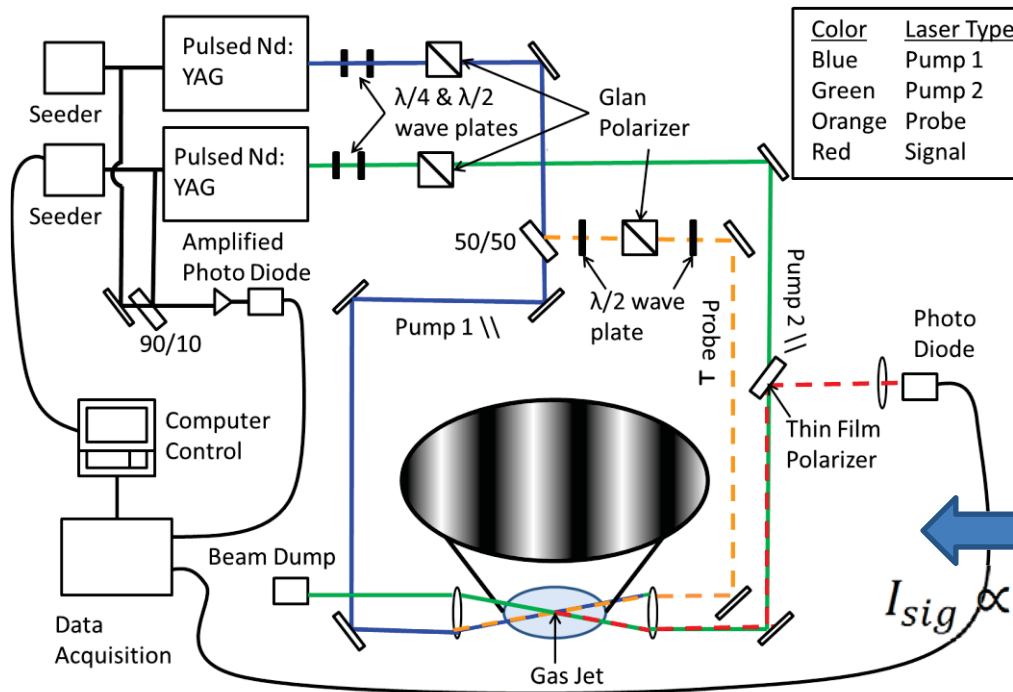 Pulsed Nd:
YAG
Seeder
λ/4 & λ/2
wave plates
Glan
Polarizer
Color Laser Type
Blue Pump 1
Green Pump 2
Orange Probe
Red Signal
Pulsed Nd:
YAG
Seeder
Amplified
Photo Diode
50/50
90/10
Pump 1 \\
λ/2 wave
plate
Probe ⊥
Pump 2 \\
Photo
Diode
Thin Film
Polarizer
Computer
Control
Beam Dump
Data
Acquisition
Gas Jet
I_sig ∝